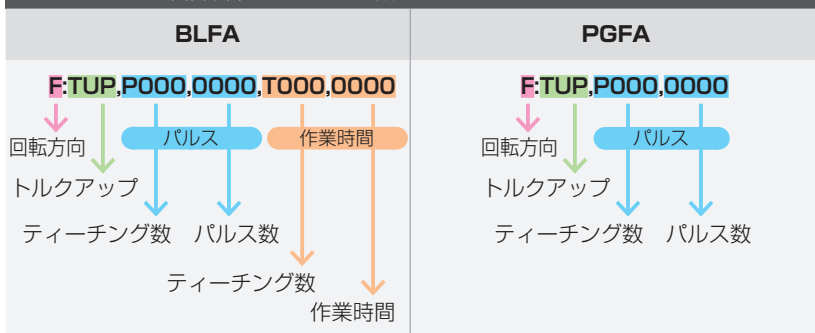 BLFA
PGFA
F:TUP,P000,0000,T000,0000
パルス
作業時間
回転方向
トルクアップ
ティーチング数 パルス数
ティーチング数
作業時間
F:TUP,P000,0000
パルス
回転方向
トルクアップ
ティーチング数 パルス数